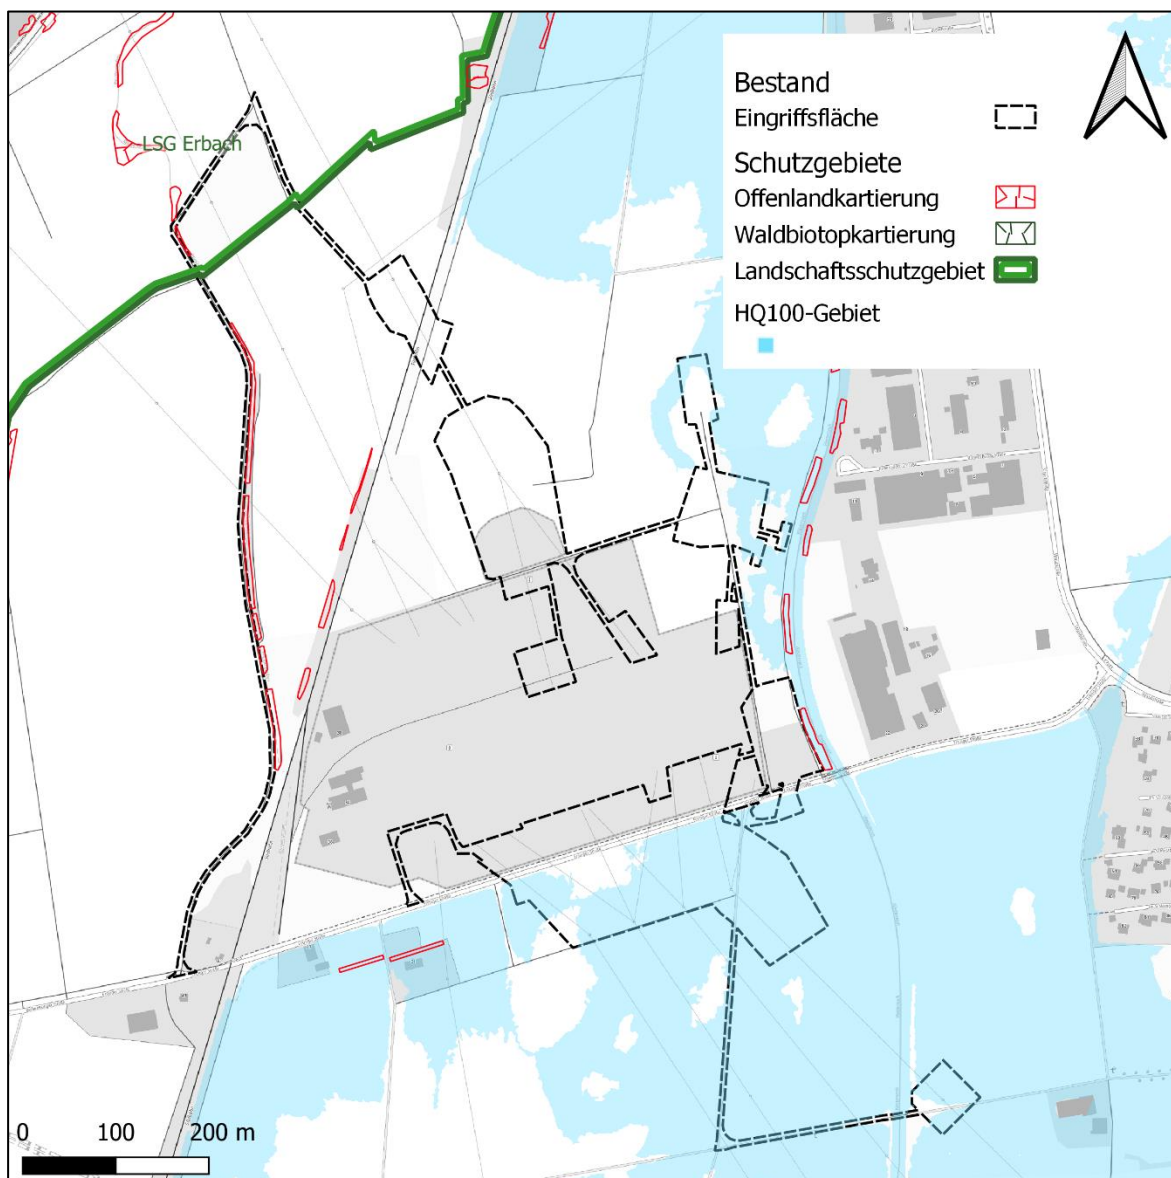 Bestand
Eingriffsfläche
Schutzgebiete
Offenlandkartierung
Waldbiotopkartierung
Landschaftsschutzgebiet
HQ100-Gebiet
LSG Erbach
0 100 200 m